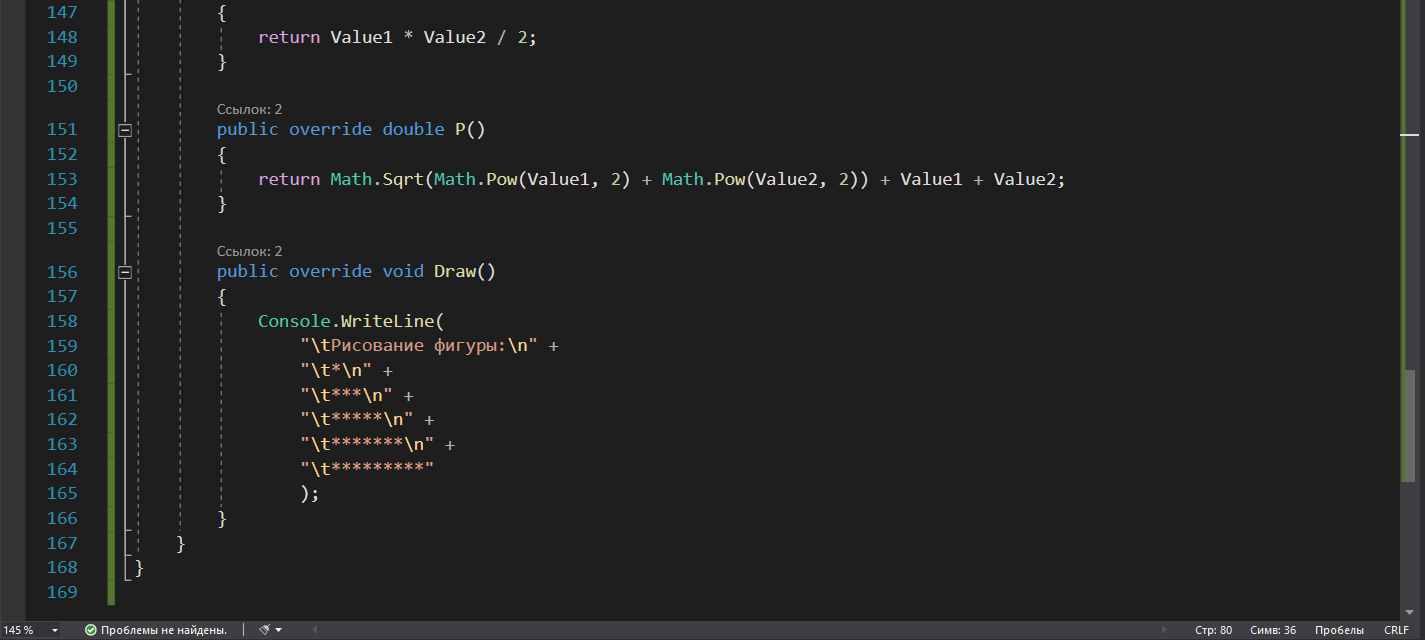 147 {
148 return Value1 * Value2 / 2;
149 }
150
Ссылок: 2
151 public override double P()
152 {
153 return Math.Sqrt(Math.Pow(Value1, 2) + Math.Pow(Value2, 2)) + Value1 + Value2;
154 }
155
Ссылок: 2
156 public override void Draw()
157 {
158 Console.WriteLine(
159 "\tРисование фигуры:\n" +
160 "\t*\n" +
161 "\t***\n" +
162 "\t*****\n" +
163 "\t*******\n" +
164 "\t*********"
165 );
166 }
167 }
168 }
169
145 % Проблемы не найдены. Стр: 80 Симв: 36 Пробелы CRLF